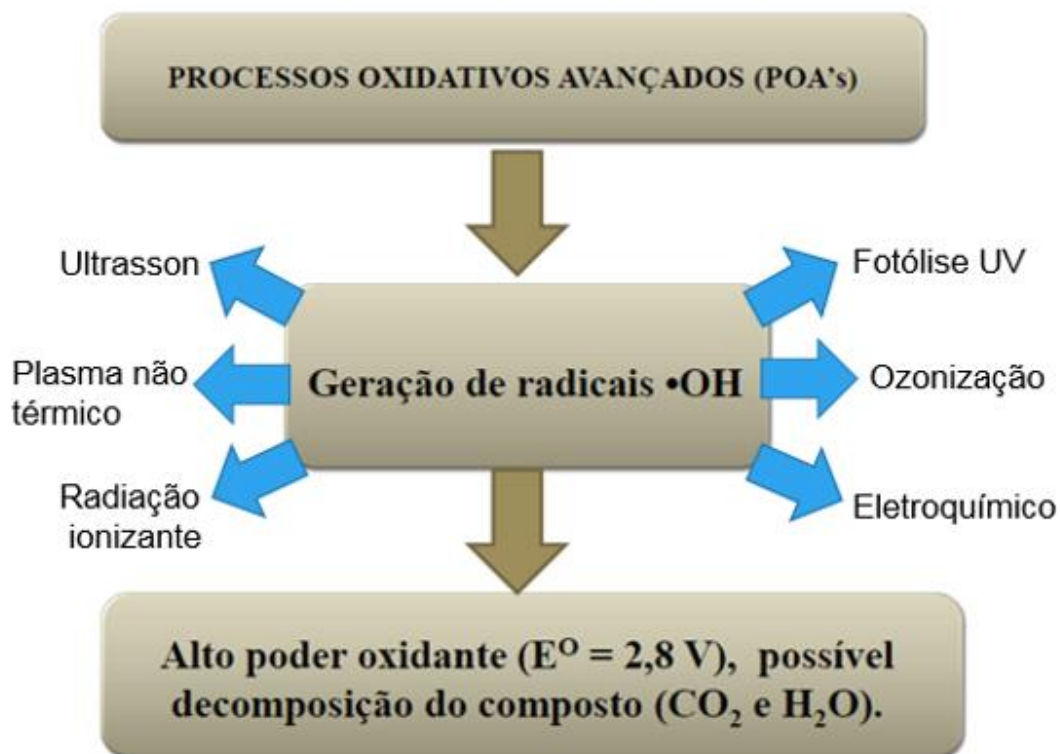 PROCESSOS OXIDATIVOS AVANÇADOS (POA's)
Ultrasson
Fotólise UV
Plasma não
térmico
Geração de radicais •OH
Ozonização
Radiação
ionizante
Eletroquímico
Alto poder oxidante (Eᴼ = 2,8 V), possível
decomposição do composto (CO₂ e H₂O).